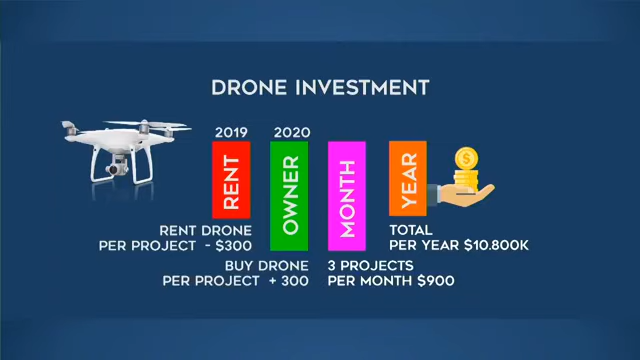 DRONE INVESTMENT
2019
2020
RENT
OWNER
MONTH
YEAR
RENT DRONE
PER PROJECT - $300
TOTAL
PER YEAR $10.800K
BUY DRONE
PER PROJECT + 300
3 PROJECTS
PER MONTH $900
$